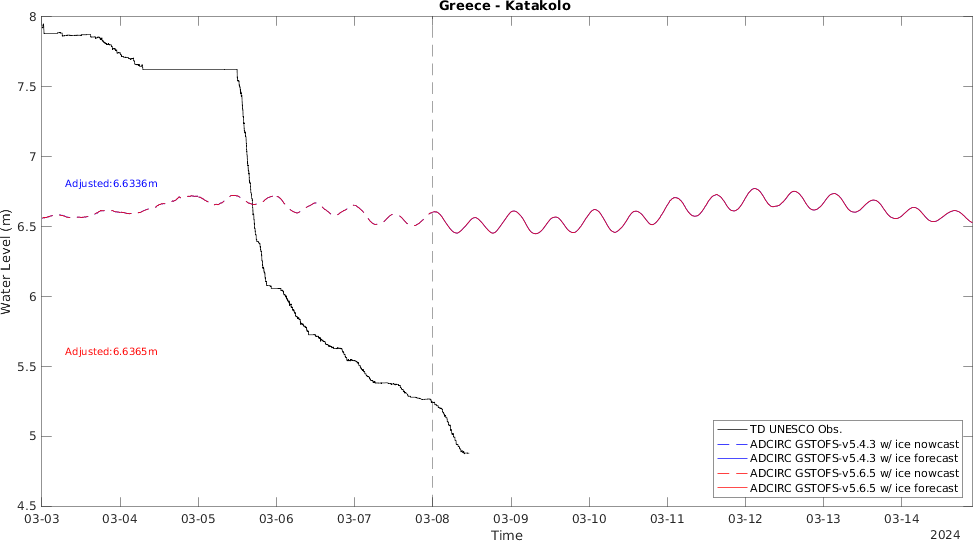 Greece - Katakolo
8
7.5
7
6.5
6
5.5
5
4.5
Water Level (m)
Adjusted:6.6336m
Adjusted:6.6365m
TD UNESCO Obs.
ADCIRC GSTOFS-v5.4.3 w/ ice nowcast
ADCIRC GSTOFS-v5.4.3 w/ ice forecast
ADCIRC GSTOFS-v5.6.5 w/ ice nowcast
ADCIRC GSTOFS-v5.6.5 w/ ice forecast
03-03 03-04 03-05 03-06 03-07 03-08 03-09 03-10 03-11 03-12 03-13 03-14
Time
2024